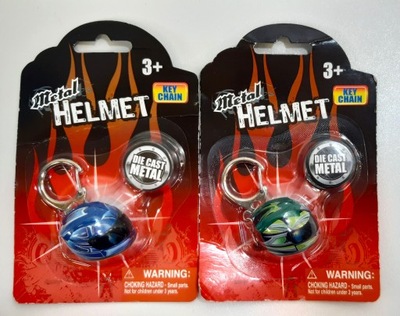 3+
Metal
HELMET
KEY
CHAIN
DIE CAST
METAL
WARNING:
CHOKING HAZARD - Small parts.
Not for children under 3 years.
3+
Metal
HELMET
KEY
CHAIN
DIE CAST
METAL
WARNING:
CHOKING HAZARD - Small parts.
Not for children under 3 years.